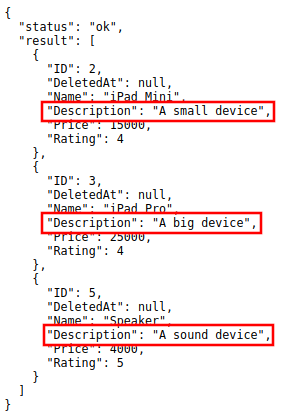 {
  "status": "ok",
  "result": [
    {
      "ID": 2,
      "DeletedAt": null,
      "Name": "iPad Mini",
      "Description": "A small device",
      "Price": 15000,
      "Rating": 4
    },
    {
      "ID": 3,
      "DeletedAt": null,
      "Name": "iPad Pro",
      "Description": "A big device",
      "Price": 25000,
      "Rating": 4
    },
    {
      "ID": 5,
      "DeletedAt": null,
      "Name": "Speaker",
      "Description": "A sound device",
      "Price": 4000,
      "Rating": 5
    }
  ]
}